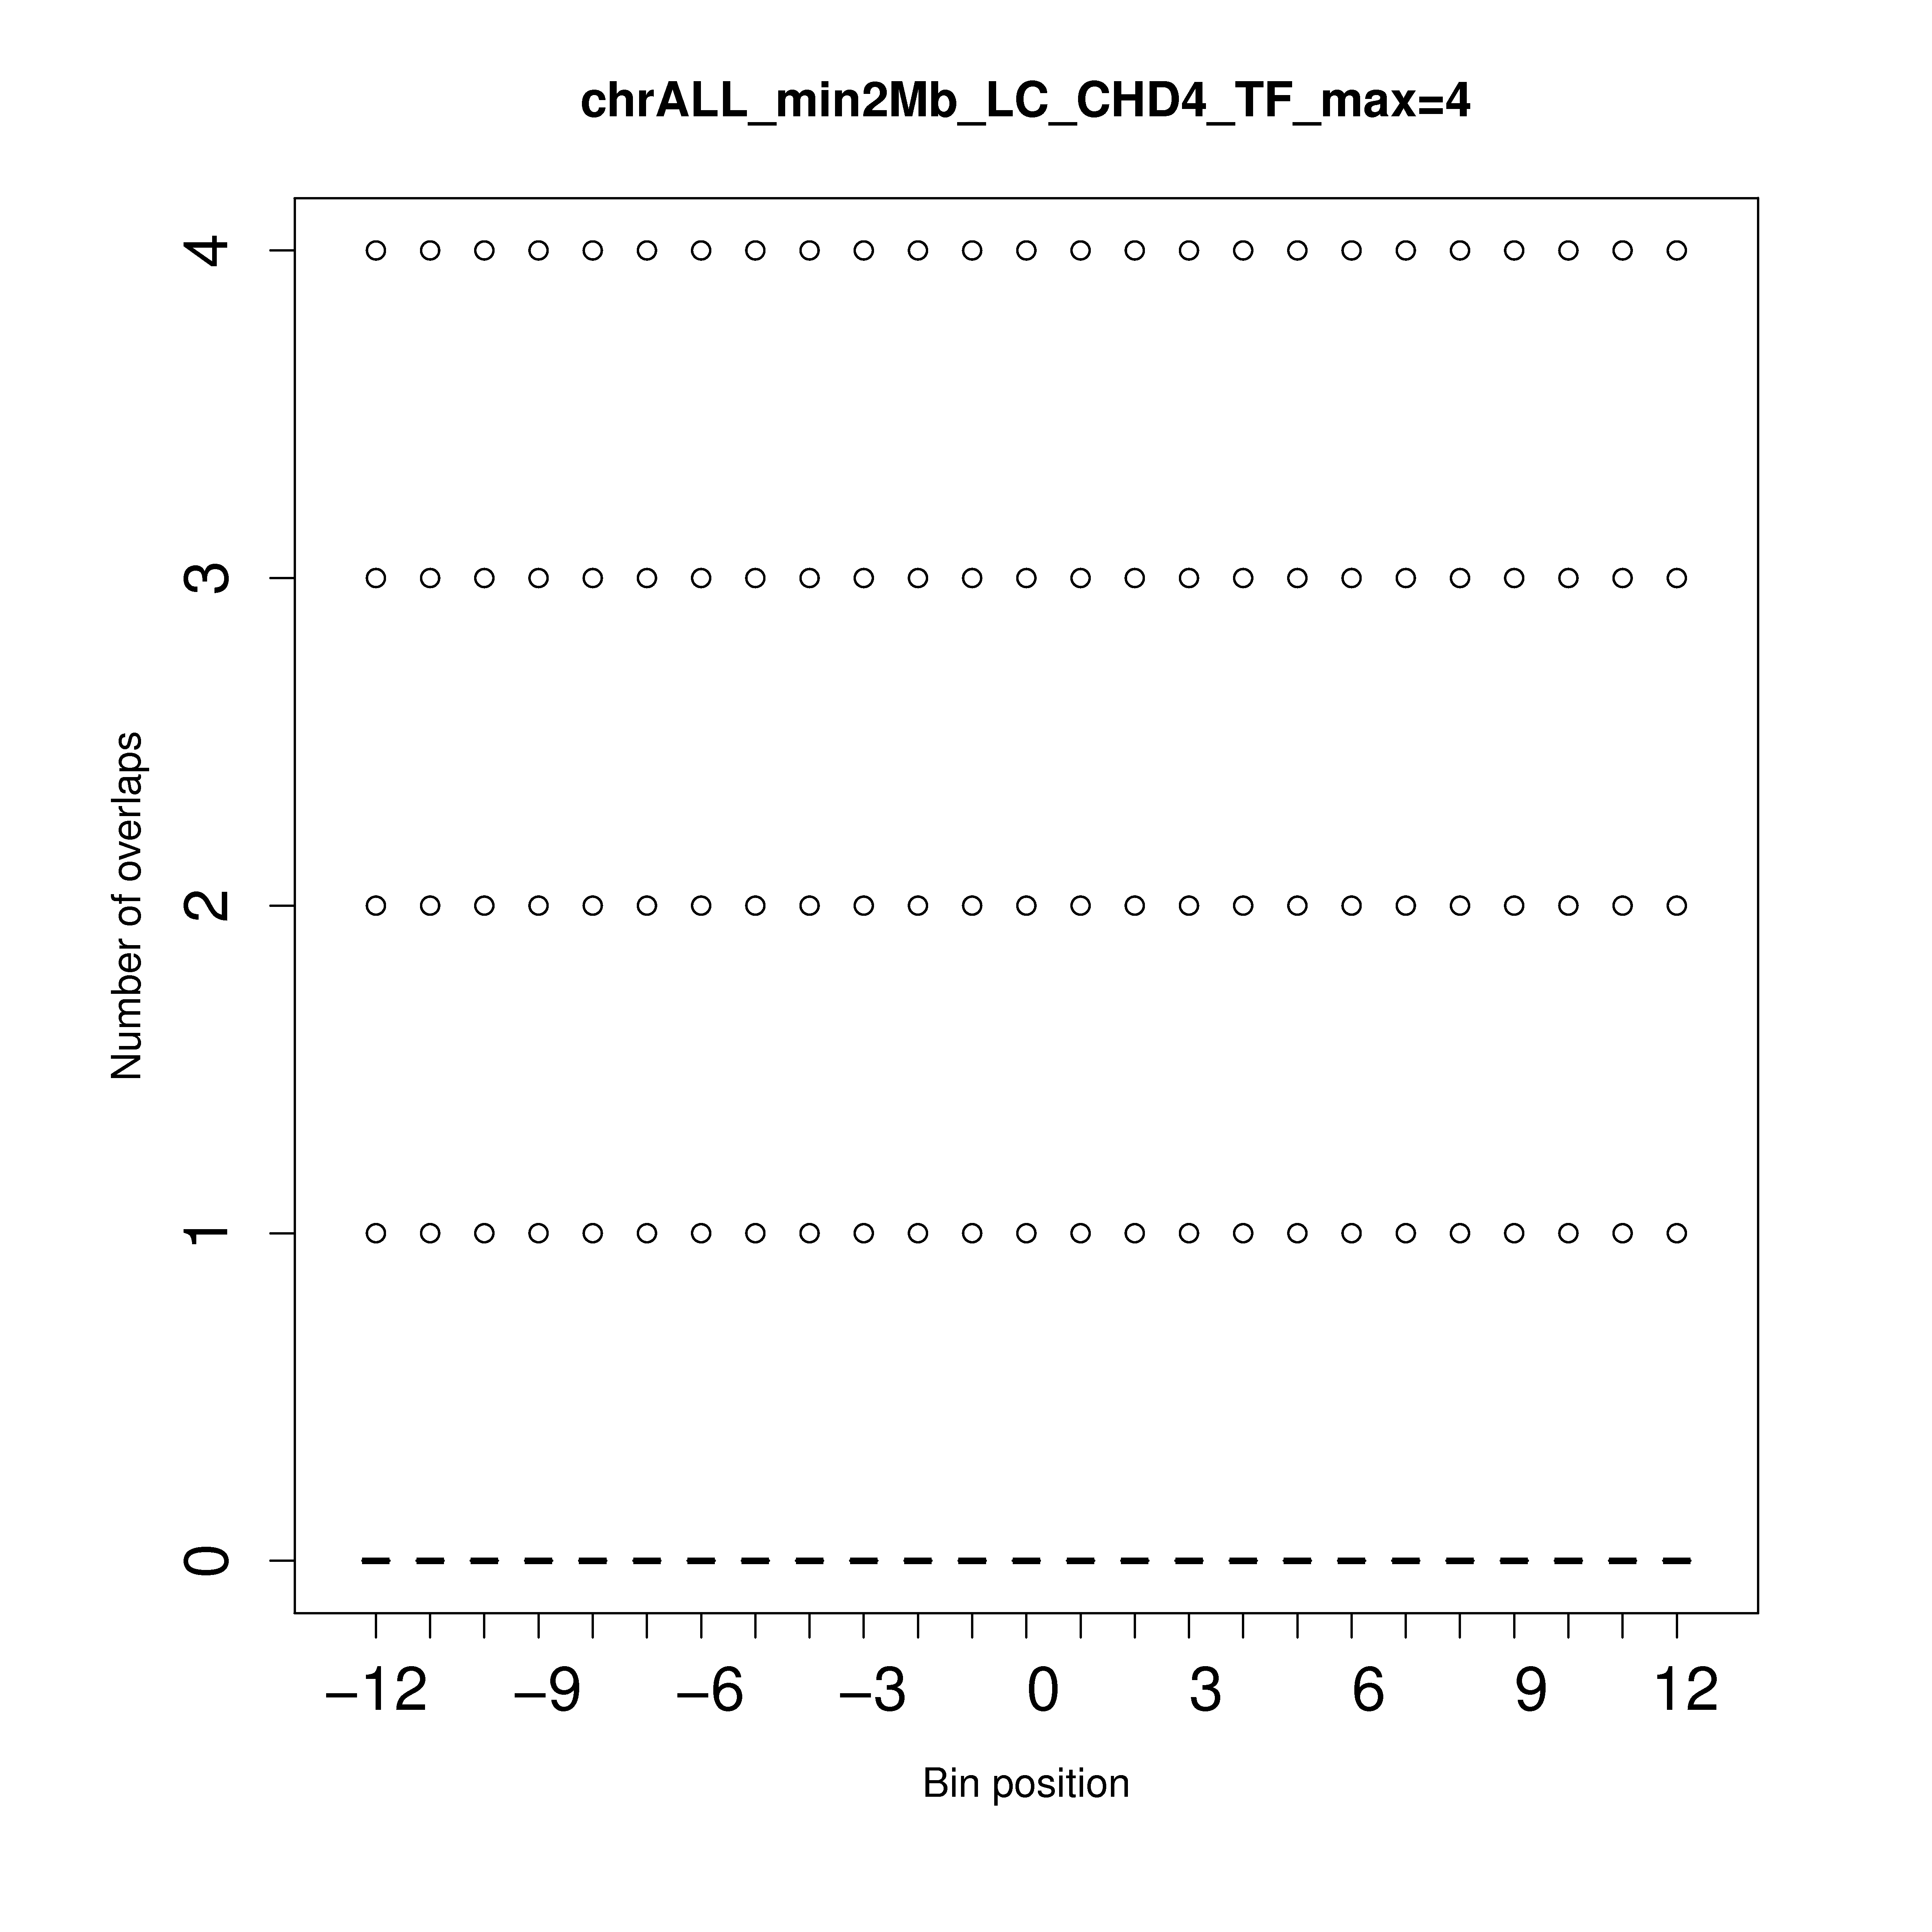 chrALL_min2Mb_LC_CHD4_TF_max=4
4
3
2
1
0
Number of overlaps
−12 −9 −6 −3 0 3 6 9 12
Bin position